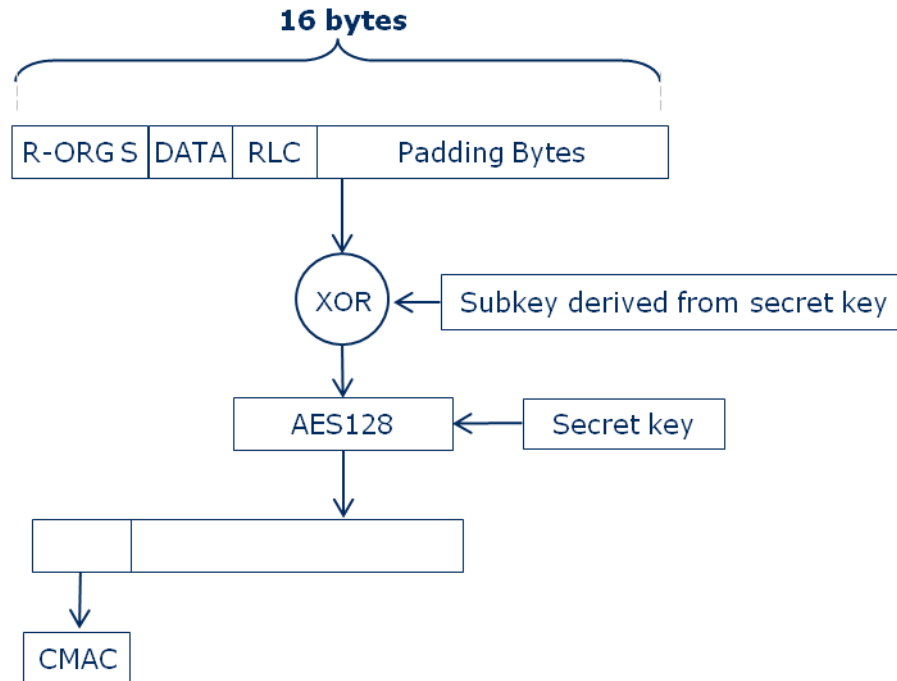 16 bytes
R-ORG S DATA RLC Padding Bytes
XOR
Subkey derived from secret key
AES128
Secret key
CMAC